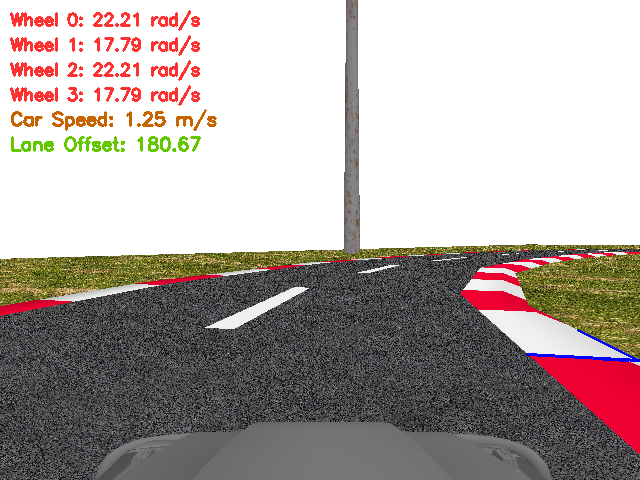 Wheel 0: 22.21 rad/s
Wheel 1: 17.79 rad/s
Wheel 2: 22.21 rad/s
Wheel 3: 17.79 rad/s
Car Speed: 1.25 m/s
Lane Offset: 180.67